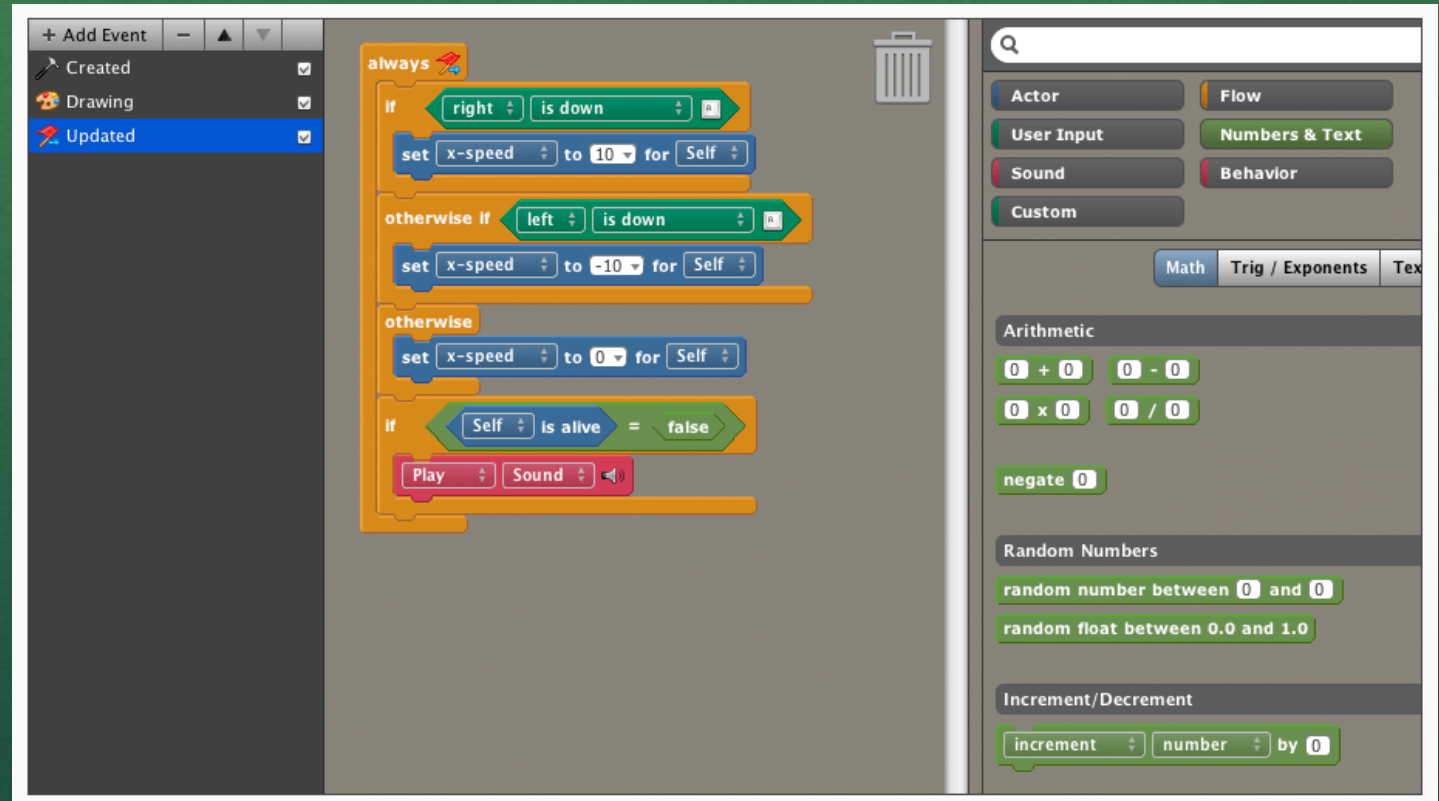 + Add Event −
Created
Drawing
Updated
always
if right is down
set x-speed to 10 for Self
otherwise if left is down
set x-speed to -10 for Self
otherwise
set x-speed to 0 for Self
if Self is alive = false
Play Sound
Actor Flow
User Input Numbers & Text
Sound Behavior
Custom
Math Trig / Exponents Tex
Arithmetic
0 + 0 0 - 0
0 x 0 0 / 0
negate 0
Random Numbers
random number between 0 and 0
random float between 0.0 and 1.0
Increment/Decrement
increment number by 0